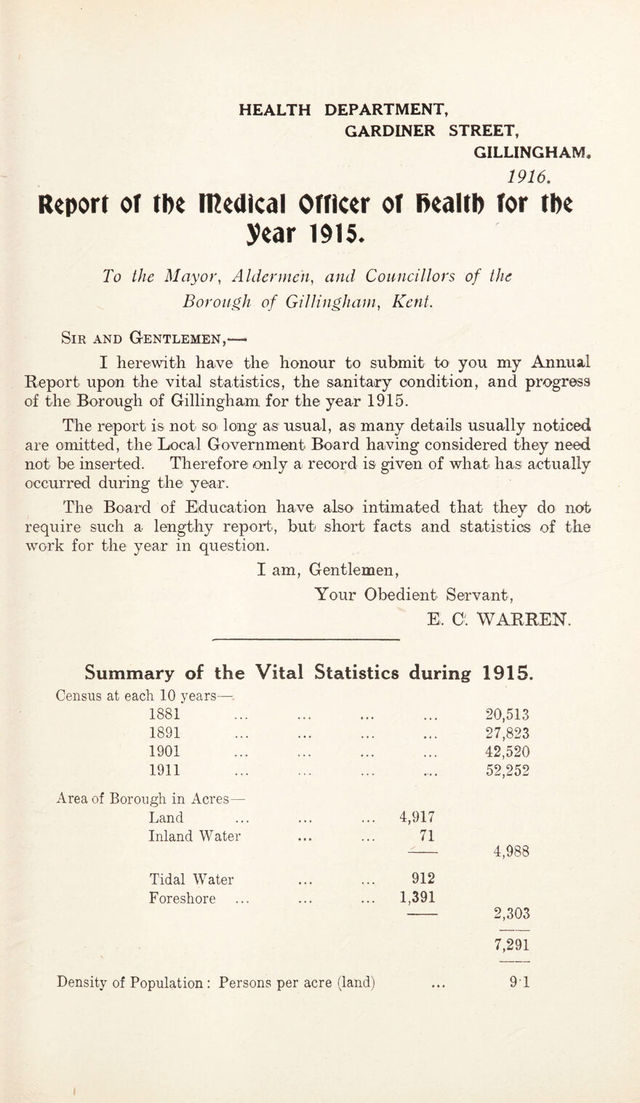 HEALTH DEPARTMENT,
GARDINER STREET,
GILLINGHAM.
1916.
Report of the Medical Officer of Health for the
Year 1915.
To the Mayor, Aldermen, and Councillors of the
Borough of Gillingham, Kent.
SIR AND GENTLEMEN,—
I herewith have the honour to submit to you my Annual
Report upon the vital statistics, the sanitary condition, and progress
of the Borough of Gillingham for the year 1915.
The report is not so long as usual, as many details usually noticed
are omitted, the Local Government Board having considered they need
not be inserted. Therefore only a record is given of what has actually
occurred during the year.
The Board of Education have also intimated that they do not
require such a lengthy report, but short facts and statistics of the
work for the year in question.
I am, Gentlemen,
Your Obedient Servant,
E. C. WARREN.
Summary of the Vital Statistics during 1915.
Census at each 10 years—
1881 ... ... ... ... 20,513
1891 ... ... ... ... 27,823
1901 ... ... ... ... 42,520
1911 ... ... ... ... 52,252
Area of Borough in Acres—
Land ... ... ... 4,917
Inland Water ... ... 71
4,988
Tidal Water ... ... 912
Foreshore ... ... ... 1,391
2,303
7,291
Density of Population: Persons per acre (land) ... 9·1